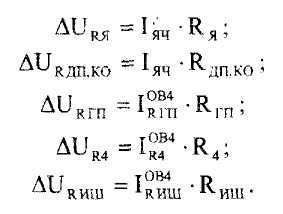 ΔU_RЯ = I_ЯЧ · R_Я ;
ΔU_RДП.КО = I_ЯЧ · R_ДП.КО ;
ΔU_RГП = I_RГП^ОВ4 · R_ГП ;
ΔU_R4 = I_R4^ОВ4 · R_4 ;
ΔU_RИШ = I_RИШ^ОВ4 · R_ИШ .